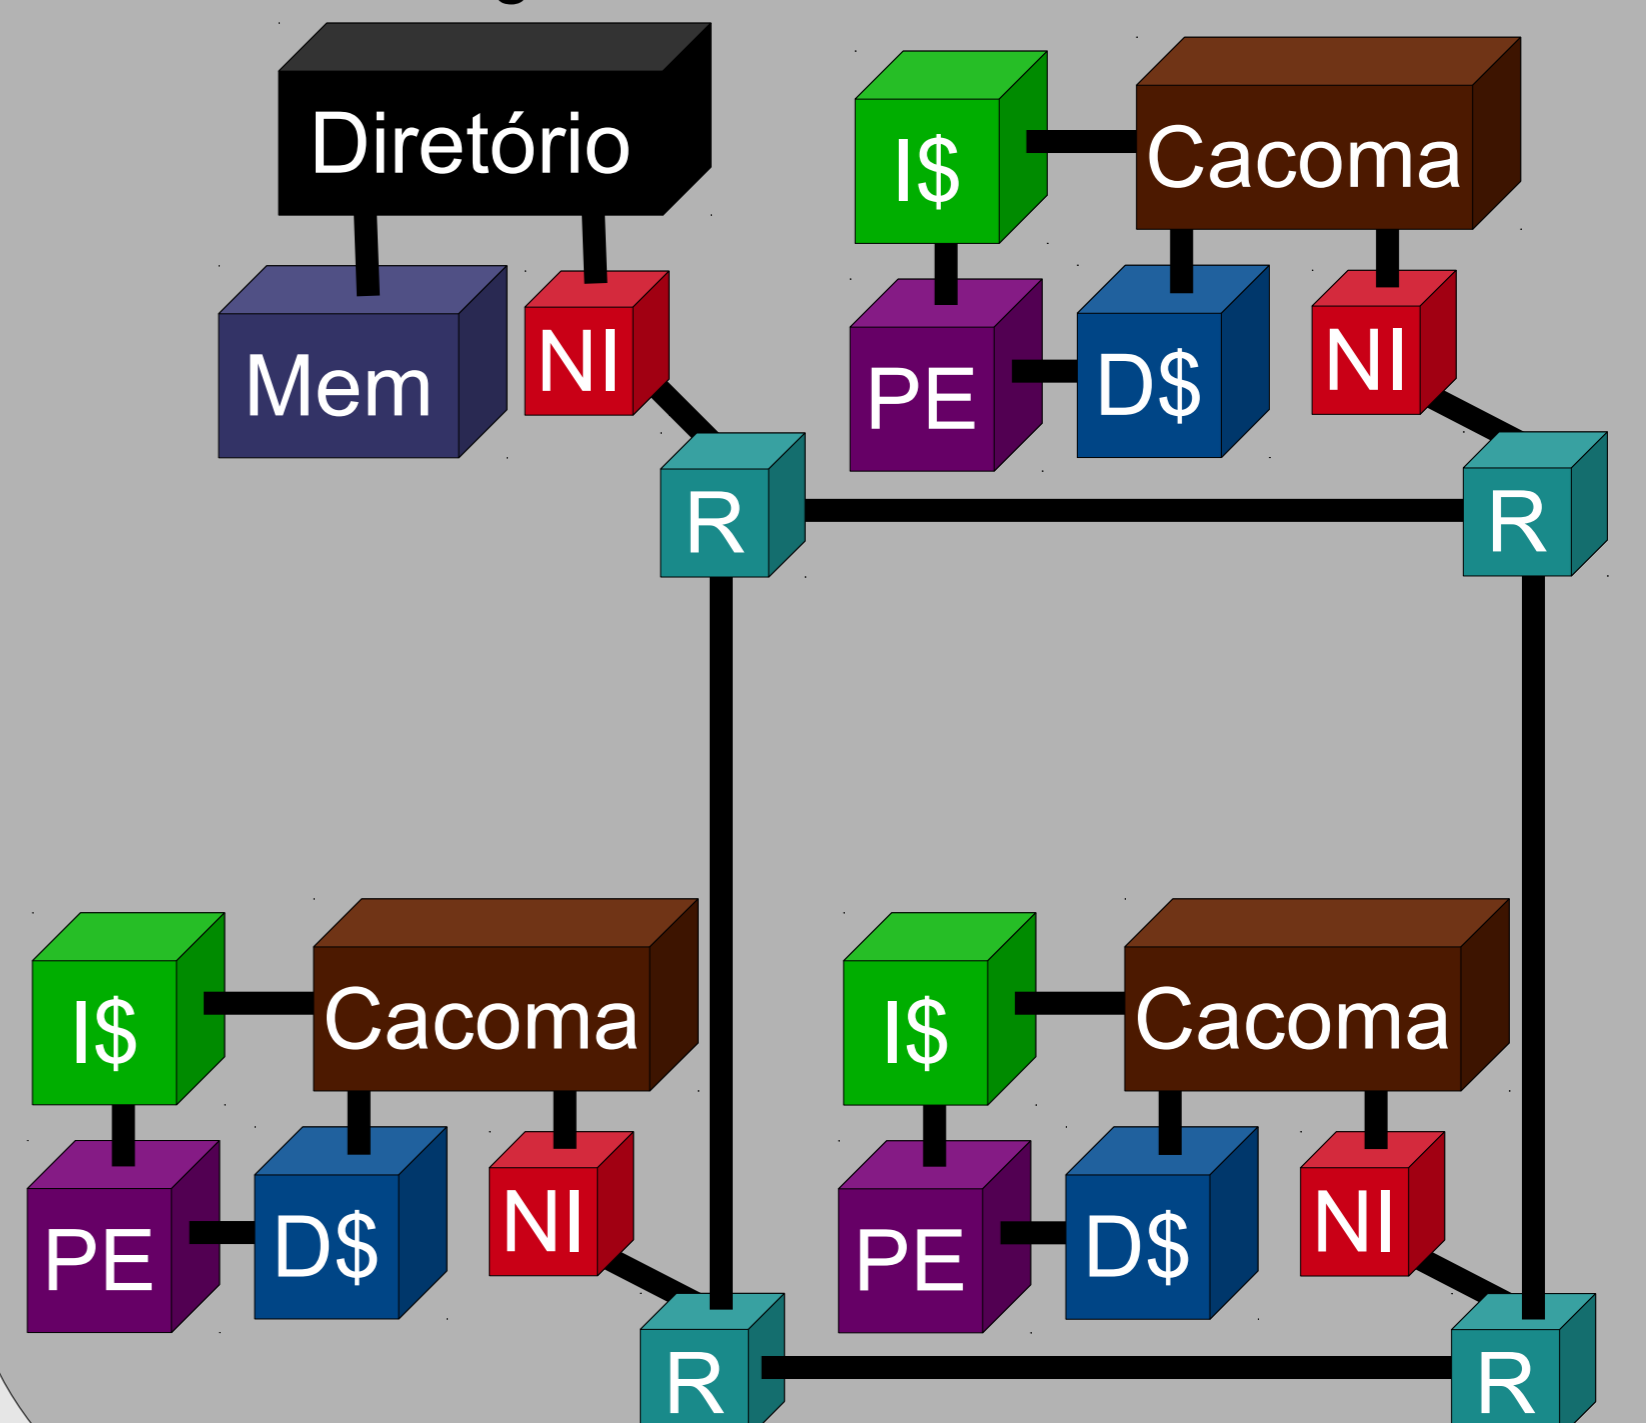 Diretório
Mem
NI
R
I$
Cacoma
PE
D$
NI
R
I$
Cacoma
PE
D$
NI
R
I$
Cacoma
PE
D$
NI
R